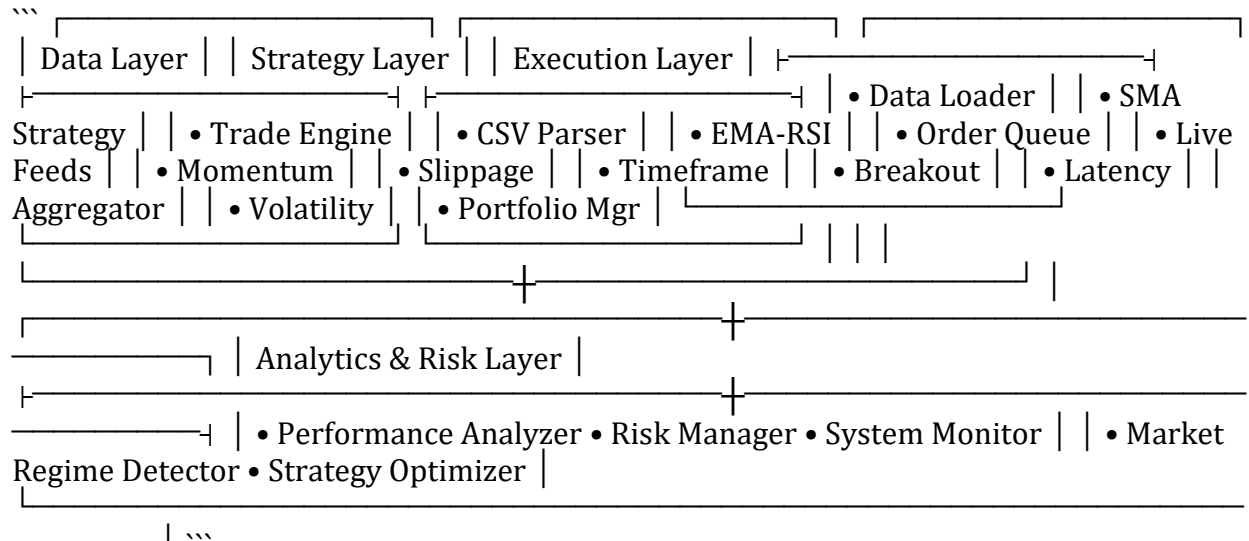 ``` ┌─────────────────┐ ┌─────────────────┐ ┌─────────────────┐
│ Data Layer │ │ Strategy Layer │ │ Execution Layer │ ├─────────────────┤
├─────────────────┤ ├─────────────────┤ │ • Data Loader │ │ • SMA
Strategy │ │ • Trade Engine │ │ • CSV Parser │ │ • EMA-RSI │ │ • Order Queue │ │ • Live
Feeds │ │ • Momentum │ │ • Slippage │ │ • Timeframe │ │ • Breakout │ │ • Latency │ │
Aggregator │ │ • Volatility │ │ • Portfolio Mgr │ └─────────────────┘
└─────────────────┘ └─────────────────┘ │ │ │
└───────────────────────┼───────────────────────┘ │
┌─────────────────────────────────┼────────────────────────
─────────┐ │ Analytics & Risk Layer │
├─────────────────────────────────┼────────────────────────
─────────┤ │ • Performance Analyzer • Risk Manager • System Monitor │ │ • Market
Regime Detector • Strategy Optimizer │
└──────────────────────────────────────────────────────────
│ ```